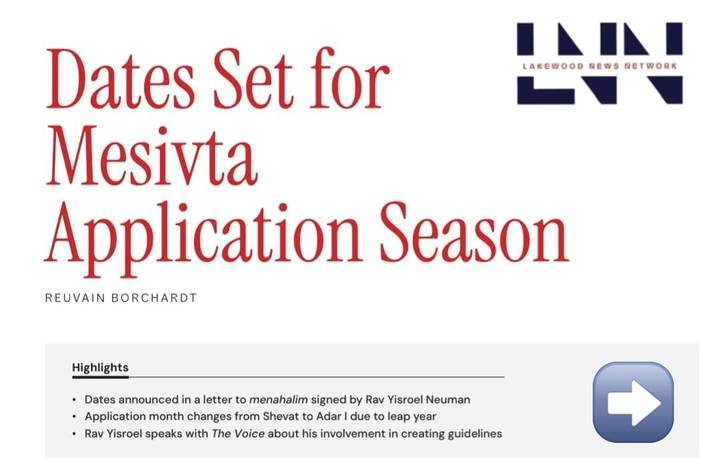 LAKEWOOD NEWS NETWORK
Dates Set for
Mesivta
Application Season
REUVAIN BORCHARDT
Highlights
• Dates announced in a letter to menahalim signed by Rav Yisroel Neuman
• Application month changes from Shevat to Adar I due to leap year
• Rav Yisroel speaks with The Voice about his involvement in creating guidelines